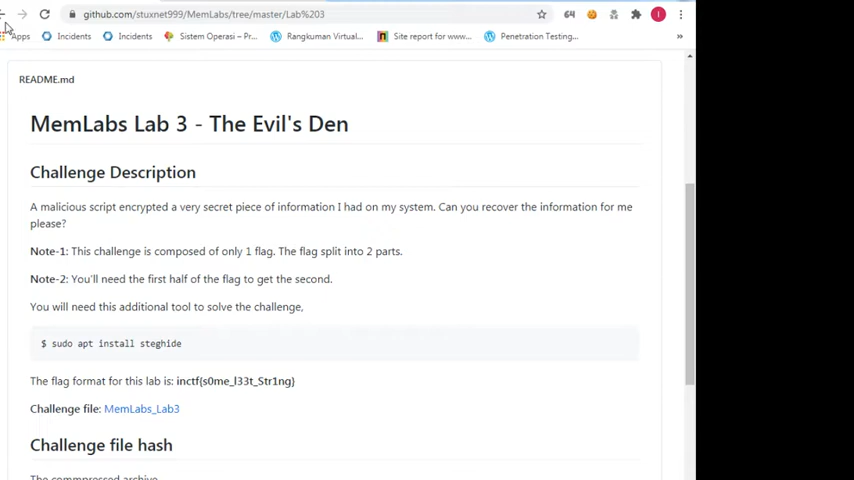 github.com/stuxnet999/MemLabs/tree/master/Lab%203
Apps Incidents Incidents Sistem Operasi – Pr... Rangkuman Virtual... Site report for www... Penetration Testing...
README.md
MemLabs Lab 3 - The Evil's Den
Challenge Description
A malicious script encrypted a very secret piece of information I had on my system. Can you recover the information for me
please?
Note-1: This challenge is composed of only 1 flag. The flag split into 2 parts.
Note-2: You'll need the first half of the flag to get the second.
You will need this additional tool to solve the challenge,
$ sudo apt install steghide
The flag format for this lab is: inctf{s0me_l33t_Str1ng}
Challenge file: MemLabs_Lab3
Challenge file hash
The commpressed archive